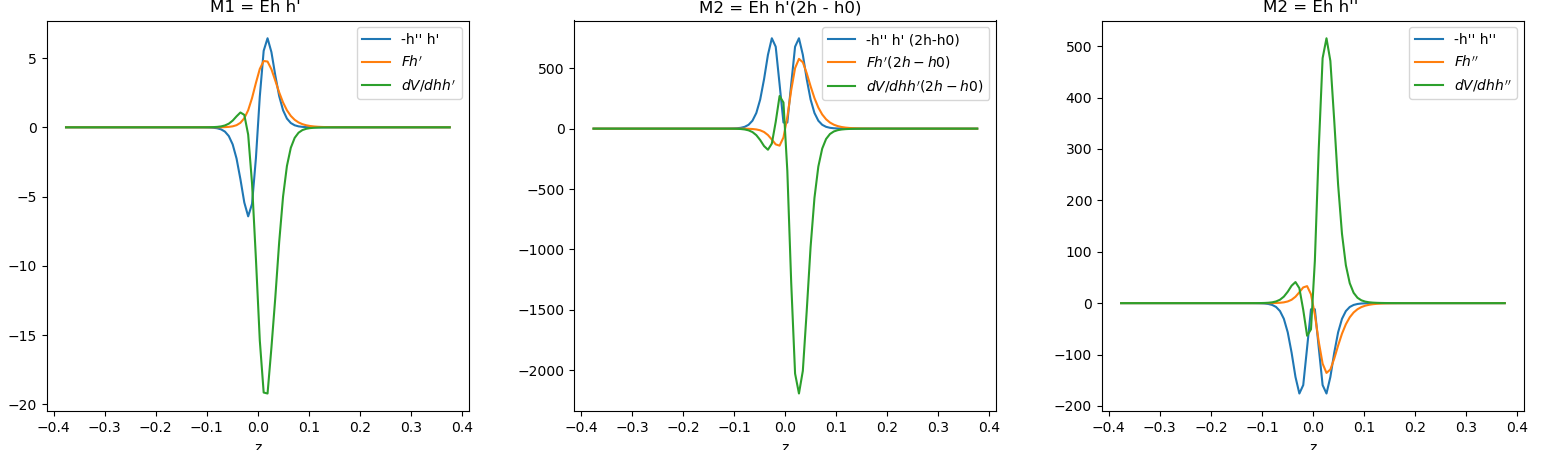 M1 = Eh h'
5
0
−5
−10
−15
−20
−0.4 −0.3 −0.2 −0.1 0.0 0.1 0.2 0.3 0.4
z
-h'' h'
Fh′
dV/dhh′
M2 = Eh h'(2h - h0)
500
0
−500
−1000
−1500
−2000
−0.4 −0.3 −0.2 −0.1 0.0 0.1 0.2 0.3 0.4
z
-h'' h' (2h-h0)
Fh′(2h − h0)
dV/dhh′(2h − h0)
M2 = Eh h''
500
400
300
200
100
0
−100
−200
−0.4 −0.3 −0.2 −0.1 0.0 0.1 0.2 0.3 0.4
z
-h'' h''
Fh′′
dV/dhh′′